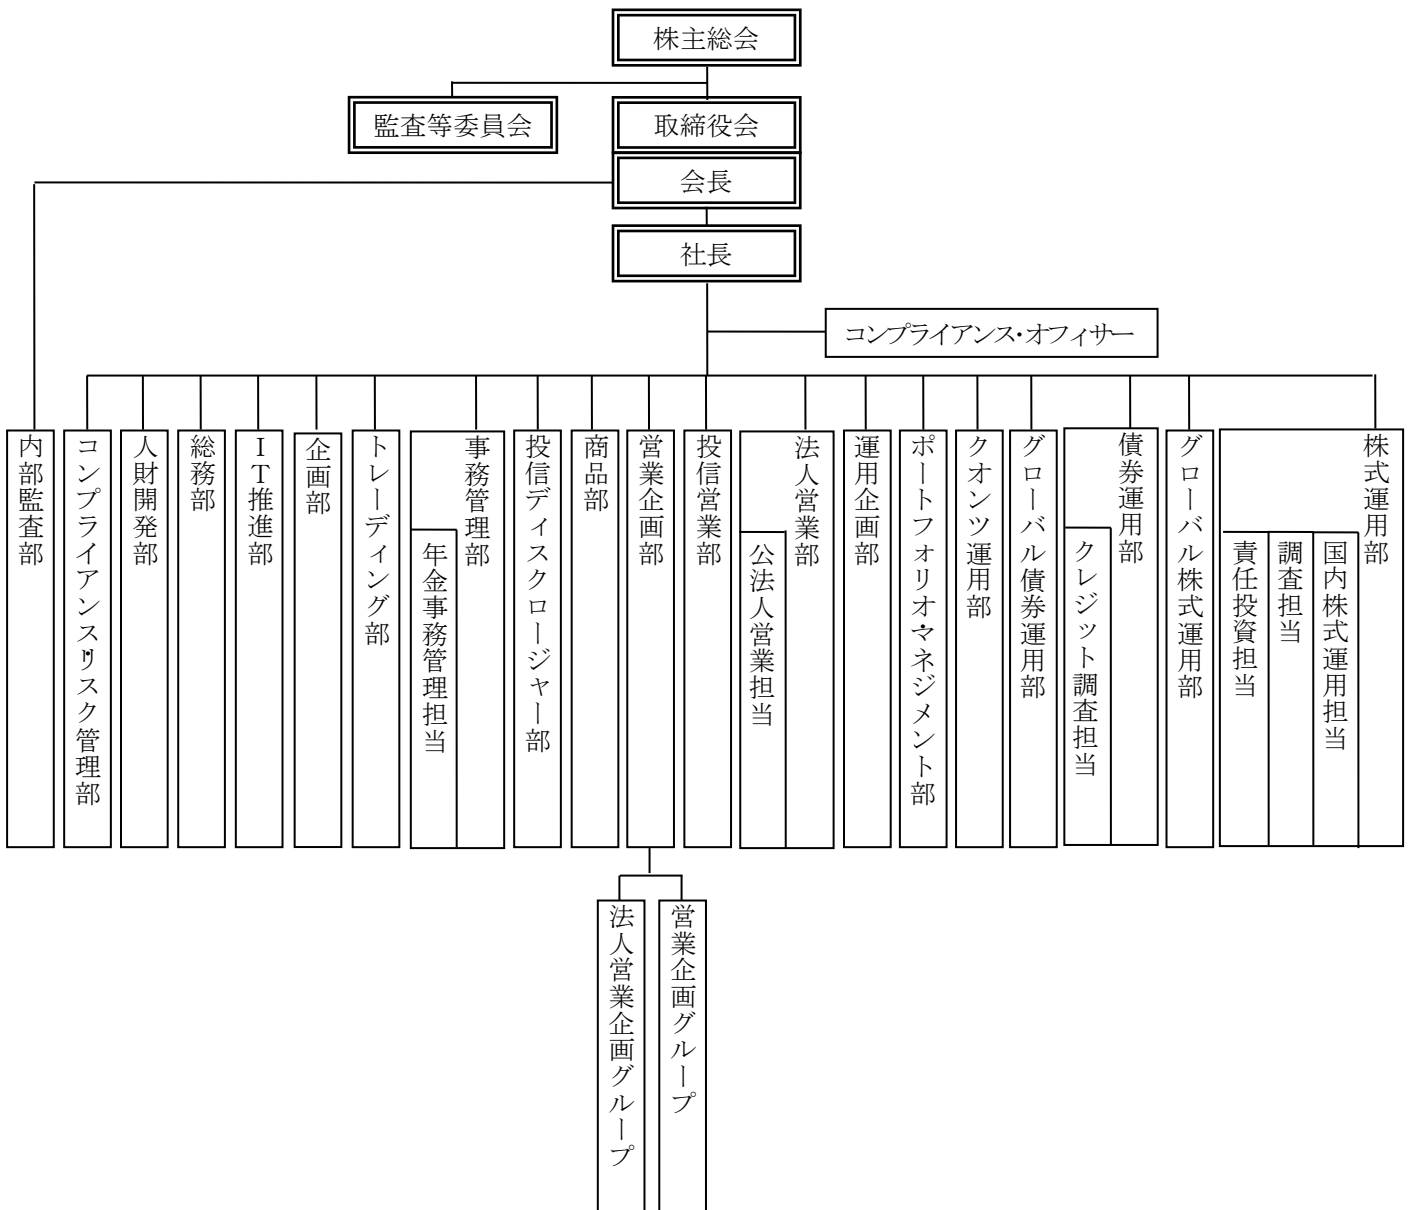 株主総会
監査等委員会
取締役会
会長
社長
コンプライアンス・オフィサー
内部監査部
コンプライアンス・リスク管理部
人財開発部
総務部
IT推進部
企画部
トレーディング部
事務管理部
年金事務管理担当
投信ディスクロージャー部
商品部
営業企画部
投信営業部
法人営業部
公法人営業担当
運用企画部
ポートフォリオ・マネジメント部
クオンツ運用部
グローバル債券運用部
債券運用部
クレジット調査担当
グローバル株式運用部
株式運用部
責任投資担当
調査担当
国内株式運用担当
法人営業企画グループ
営業企画グループ